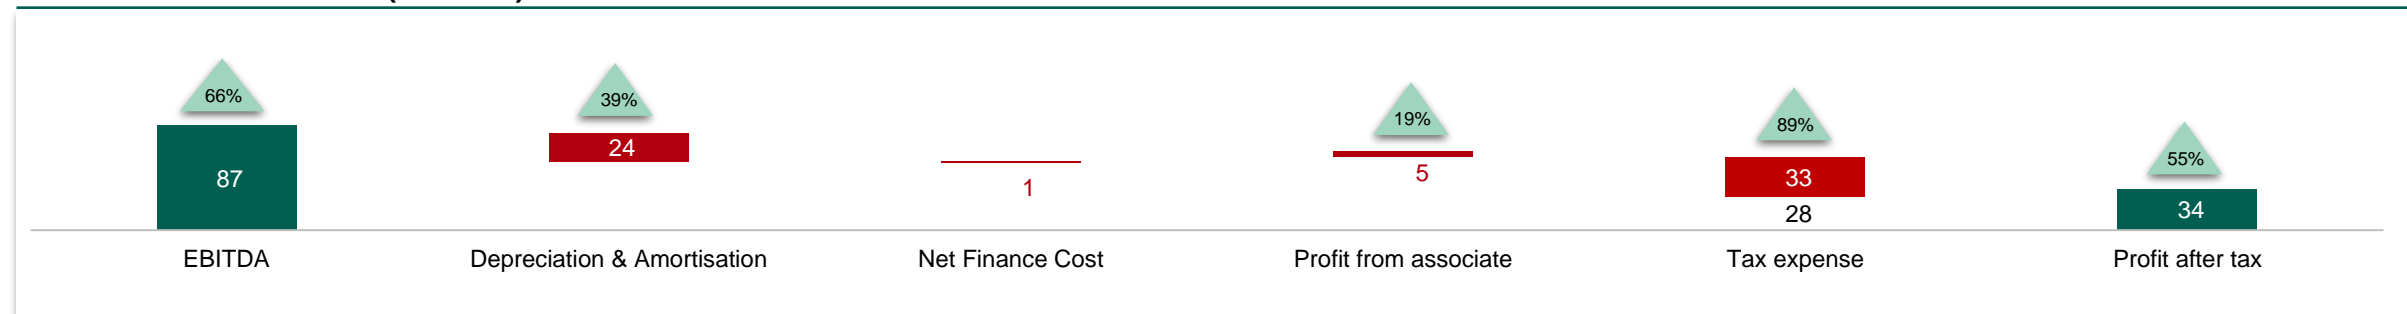 66%
39%
19%
89%
55%
87
24
1
5
33
28
34
EBITDA
Depreciation & Amortisation
Net Finance Cost
Profit from associate
Tax expense
Profit after tax